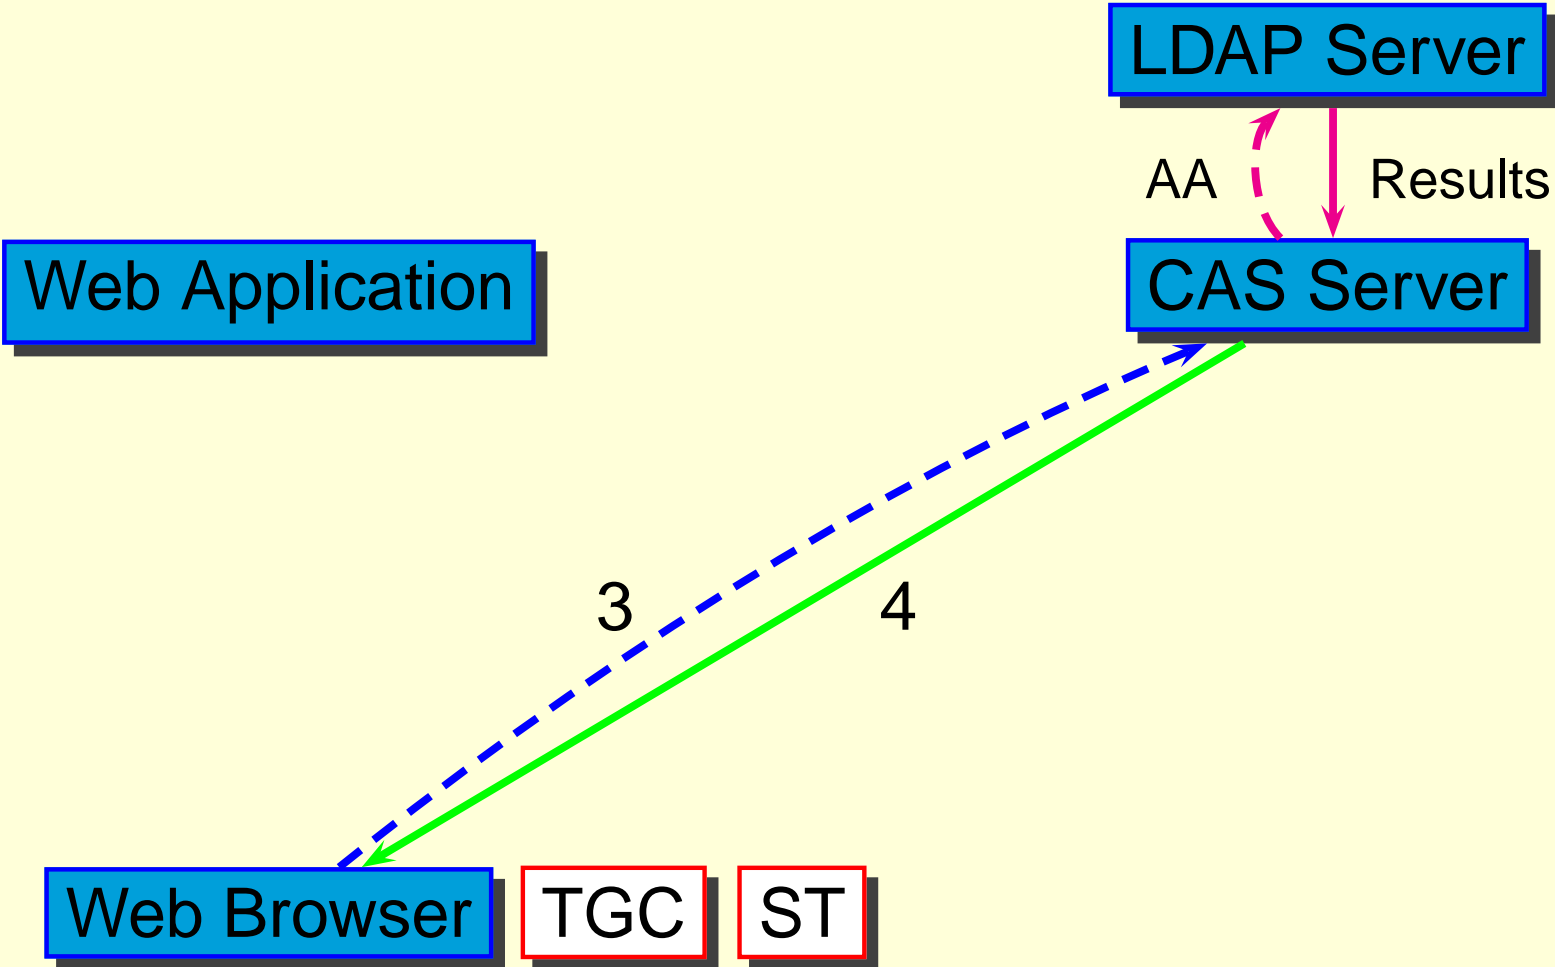 LDAP Server
AA
Results
Web Application
CAS Server
3
4
Web Browser
TGC
ST